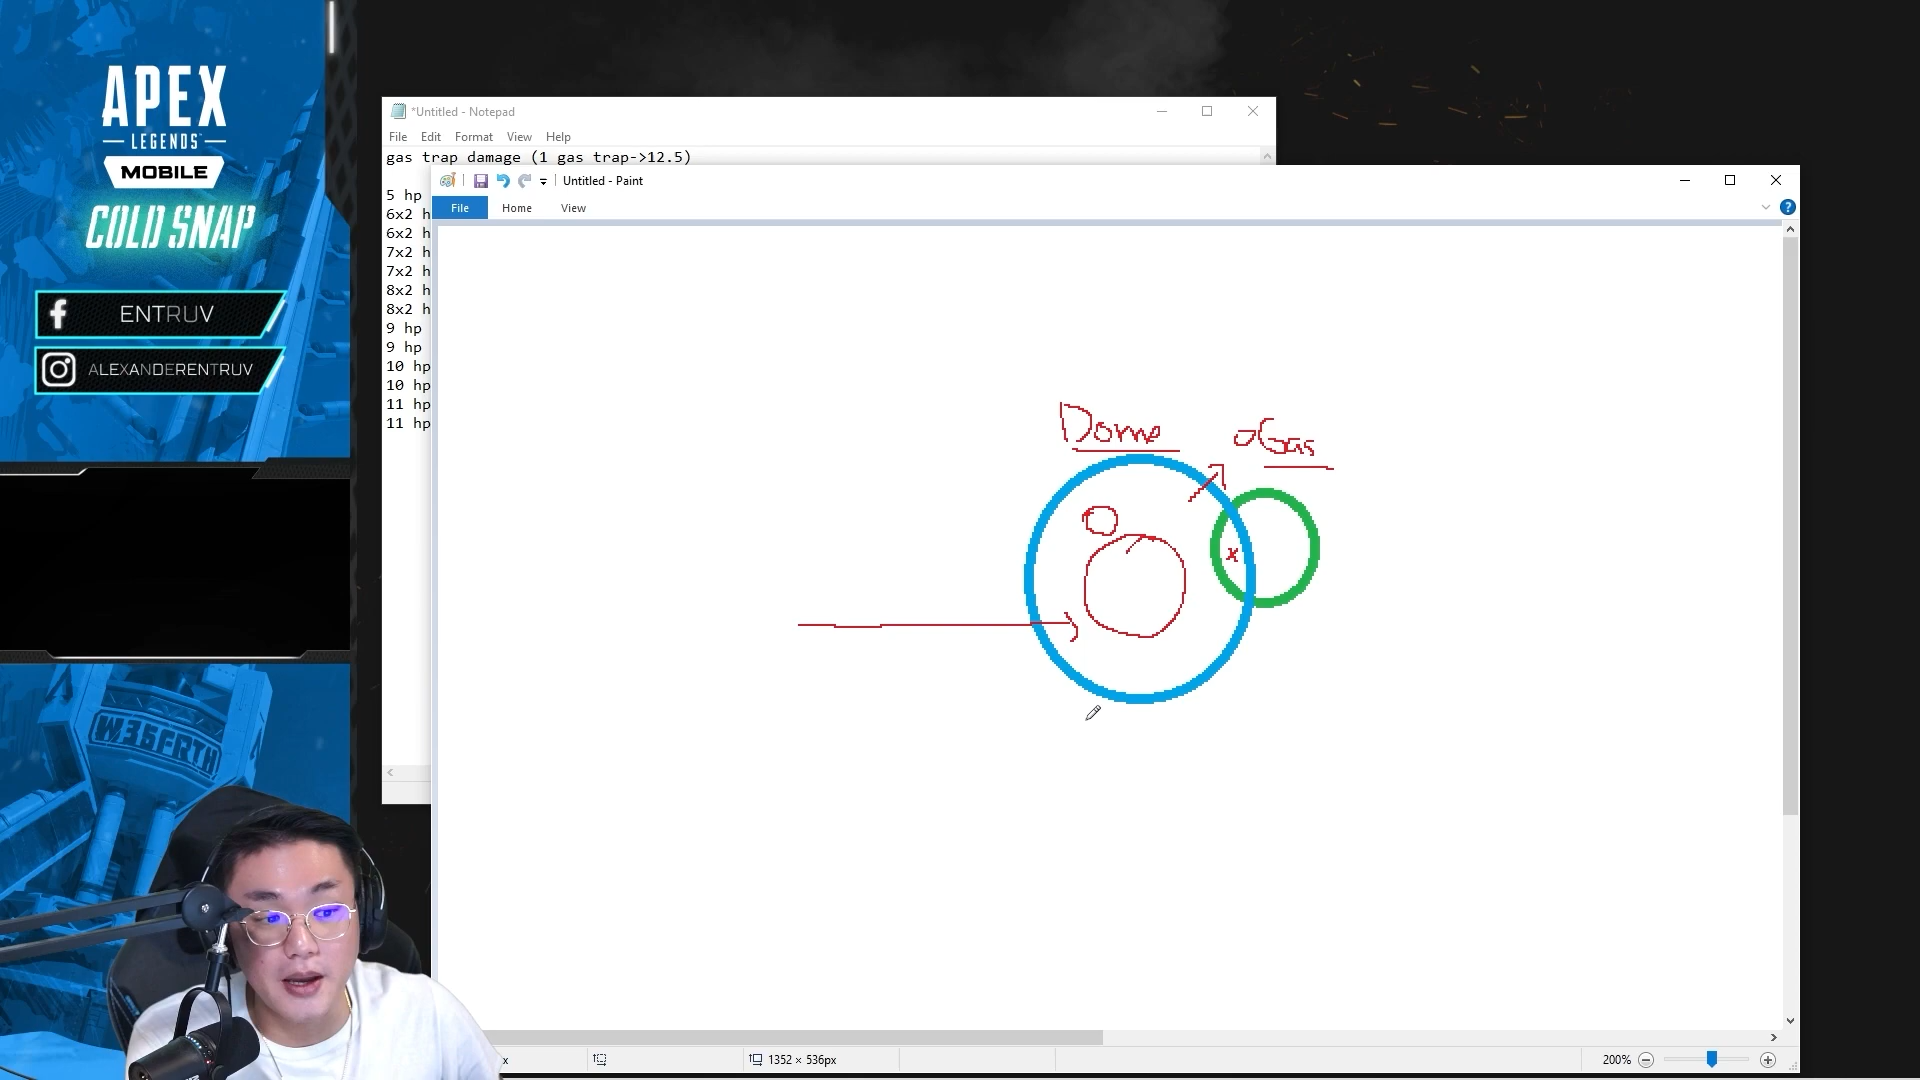 APEX
LEGENDS
MOBILE
COLD SNAP
ENTRUV
ALEXANDERENTRUV
*Untitled - Notepad
File Edit Format View Help
gas trap damage (1 gas trap->12.5)
5 hp
6x2 h
6x2 h
7x2 h
7x2 h
8x2 h
8x2 h
9 hp
9 hp
10 hp
10 hp
11 hp
11 hp
Untitled - Paint
File Home View
Dome
Gas
x
1352 × 536px
200%